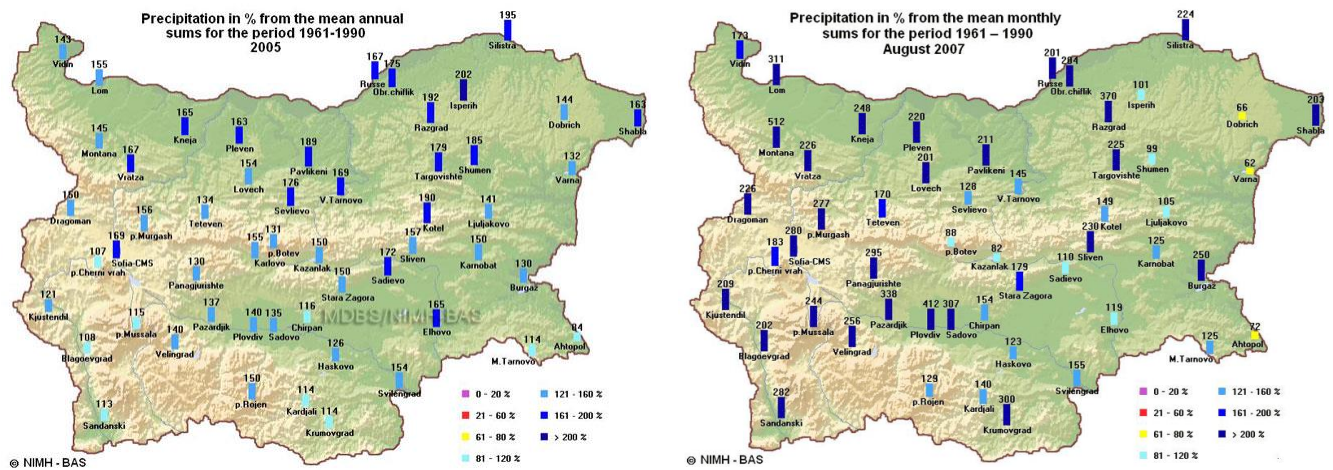 Precipitation in % from the mean annual
sums for the period 1961-1990
2005
195
Silistra
143
Vidin
155
Lom
167
Russe
175
Obr.chillik
202
Isperih
192
Razgrad
144
Dobrich
163
Shabla
165
Kneja
163
Pleven
145
Montana
167
Vratza
189
Pavlikeni
154
Lovech
179
Targovishte
185
Shumen
132
Varna
176
Sevlievo
169
V.Tarnovo
150
Dragoman
156
p.Murgash
134
Teteven
190
Kotel
141
Ljuljakovo
169
Sofia-CMS
107
p.Cherni vrah
155
Karlovo
131
p.Botev
150
Kazanlak
157
Sliven
172
Sadievo
150
Karnobat
130
Panagjurishte
150
Stara Zagora
130
Burgaz
121
Kjustendil
115
p.Mussala
137
Pazardjik
140
Plovdiv
135
Sadovo
116
Chirpan
MDBS/NIMH-BAS
165
Elhovo
108
Blagoevgrad
140
Velingrad
126
Haskovo
114
M.Tarnovo
84
Ahtopol
154
Svilengrad
150
p.Rojen
114
Kardjali
114
Krumovgrad
113
Sandanski
0 - 20 %
21 - 60 %
61 - 80 %
81 - 120 %
121 - 160 %
161 - 200 %
> 200 %
© NIMH - BAS
Precipitation in % from the mean monthly
sums for the period 1961 – 1990
August 2007
224
Silistra
173
Vidin
311
Lom
201
Russe
284
Obr.chillik
101
Isperih
370
Razgrad
66
Dobrich
203
Shabla
248
Kneja
220
Pleven
512
Montana
226
Vratza
211
Pavlikeni
201
Lovech
225
Targovishte
99
Shumen
62
Varna
128
Sevlievo
145
V.Tarnovo
226
Dragoman
277
p.Murgash
170
Teteven
149
Kotel
105
Ljuljakovo
280
Sofia-CMS
183
p.Cherni vrah
88
p.Botev
82
Kazanlak
230
Sliven
110
Sadievo
125
Karnobat
295
Panagjurishte
179
Stara Zagora
250
Burgaz
209
Kjustendil
244
p.Mussala
338
Pazardjik
412
Plovdiv
307
Sadovo
154
Chirpan
119
Elhovo
202
Blagoevgrad
256
Velingrad
123
Haskovo
125
M.Tarnovo
72
Ahtopol
155
Svilengrad
129
p.Rojen
140
Kardjali
300
Krumovgrad
282
Sandanski
0 - 20 %
21 - 60 %
61 - 80 %
81 - 120 %
121 - 160 %
161 - 200 %
> 200 %
© NIMH - BAS